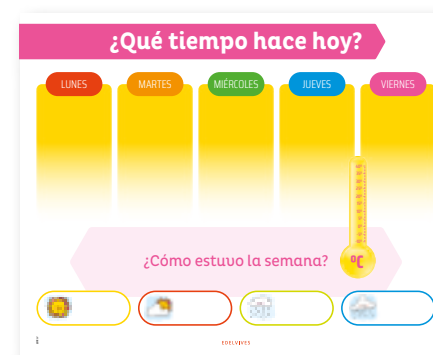 ¿Qué tiempo hace hoy?
LUNES MARTES MIÉRCOLES JUEVES VIERNES
¿Cómo estuvo la semana? ºC
EDELVIVES